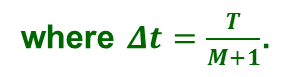 where Δt = T/(M+1).